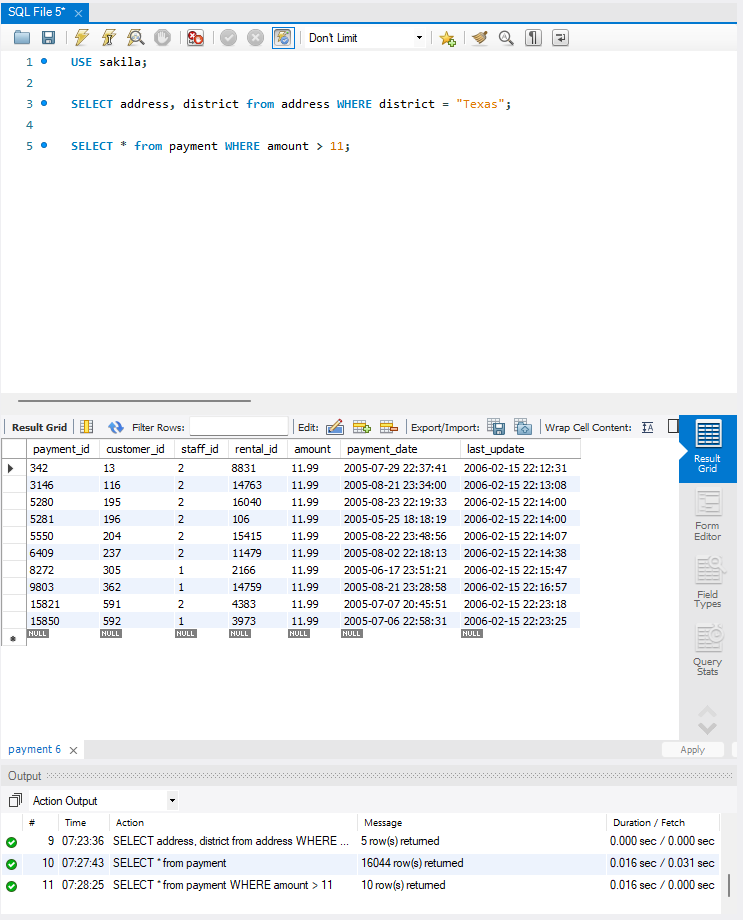 SQL File 5*
Don't Limit
1 USE sakila;
2
3 SELECT address, district from address WHERE district = "Texas";
4
5 SELECT * from payment WHERE amount > 11;
Result Grid Filter Rows: Edit: Export/Import: Wrap Cell Content:
payment_id customer_id staff_id rental_id amount payment_date last_update
342 13 2 8831 11.99 2005-07-29 22:37:41 2006-02-15 22:12:31
3146 116 2 14763 11.99 2005-08-21 23:34:00 2006-02-15 22:13:08
5280 195 2 16040 11.99 2005-08-23 22:19:33 2006-02-15 22:14:00
5281 196 2 106 11.99 2005-05-25 18:18:19 2006-02-15 22:14:00
5550 204 2 15415 11.99 2005-08-22 23:48:56 2006-02-15 22:14:07
6409 237 2 11479 11.99 2005-08-02 22:18:13 2006-02-15 22:14:38
8272 305 1 2166 11.99 2005-06-17 23:51:21 2006-02-15 22:15:47
9803 362 1 14759 11.99 2005-08-21 23:28:58 2006-02-15 22:16:57
15821 591 2 4383 11.99 2005-07-07 20:45:51 2006-02-15 22:23:18
15850 592 1 3973 11.99 2005-07-06 22:58:31 2006-02-15 22:23:25
NULL NULL NULL NULL NULL NULL NULL
Result
Grid
Form
Editor
Field
Types
Query
Stats
payment 6
Apply
Output
Action Output
# Time Action Message Duration / Fetch
9 07:23:36 SELECT address, district from address WHERE ... 5 row(s) returned 0.000 sec / 0.000 sec
10 07:27:43 SELECT * from payment 16044 row(s) returned 0.016 sec / 0.031 sec
11 07:28:25 SELECT * from payment WHERE amount > 11 10 row(s) returned 0.016 sec / 0.000 sec